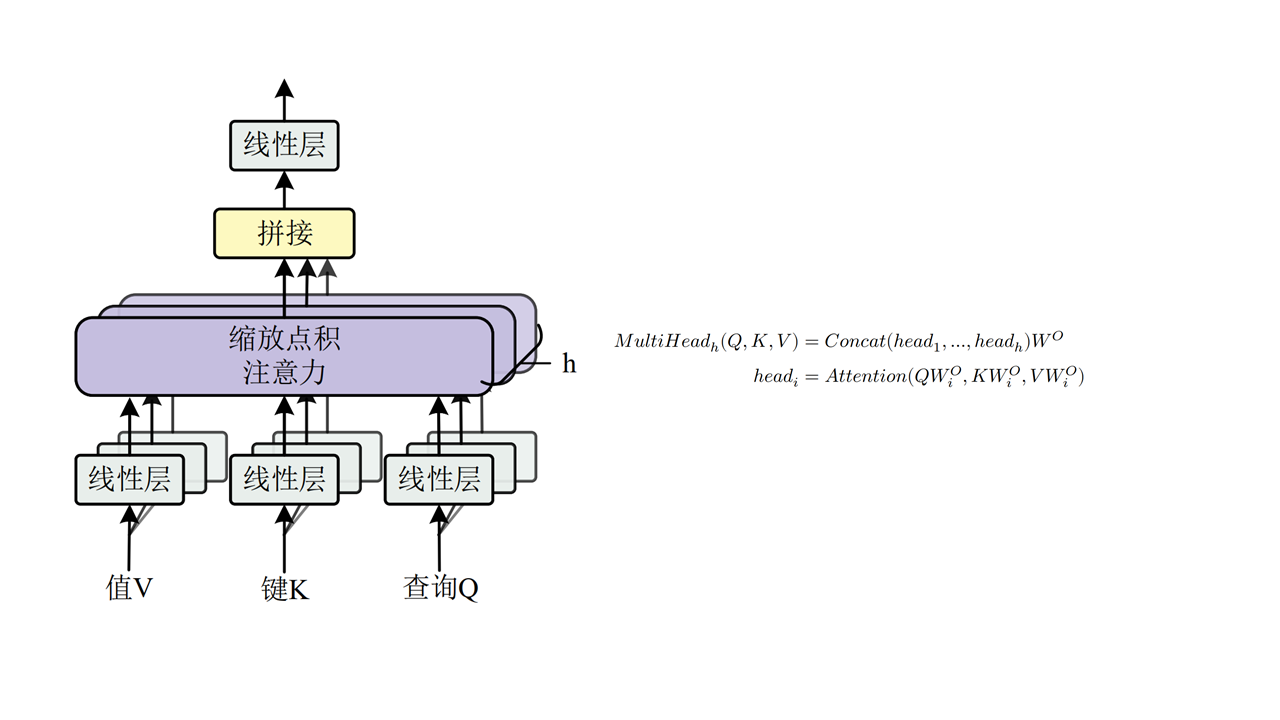 线性层
拼接
缩放点积
注意力
h
线性层 线性层 线性层
值V 键K 查询Q
MultiHead_h(Q, K, V) = Concat(head_1, ..., head_h)W^O
head_i = Attention(QW_i^O, KW_i^O, VW_i^O)